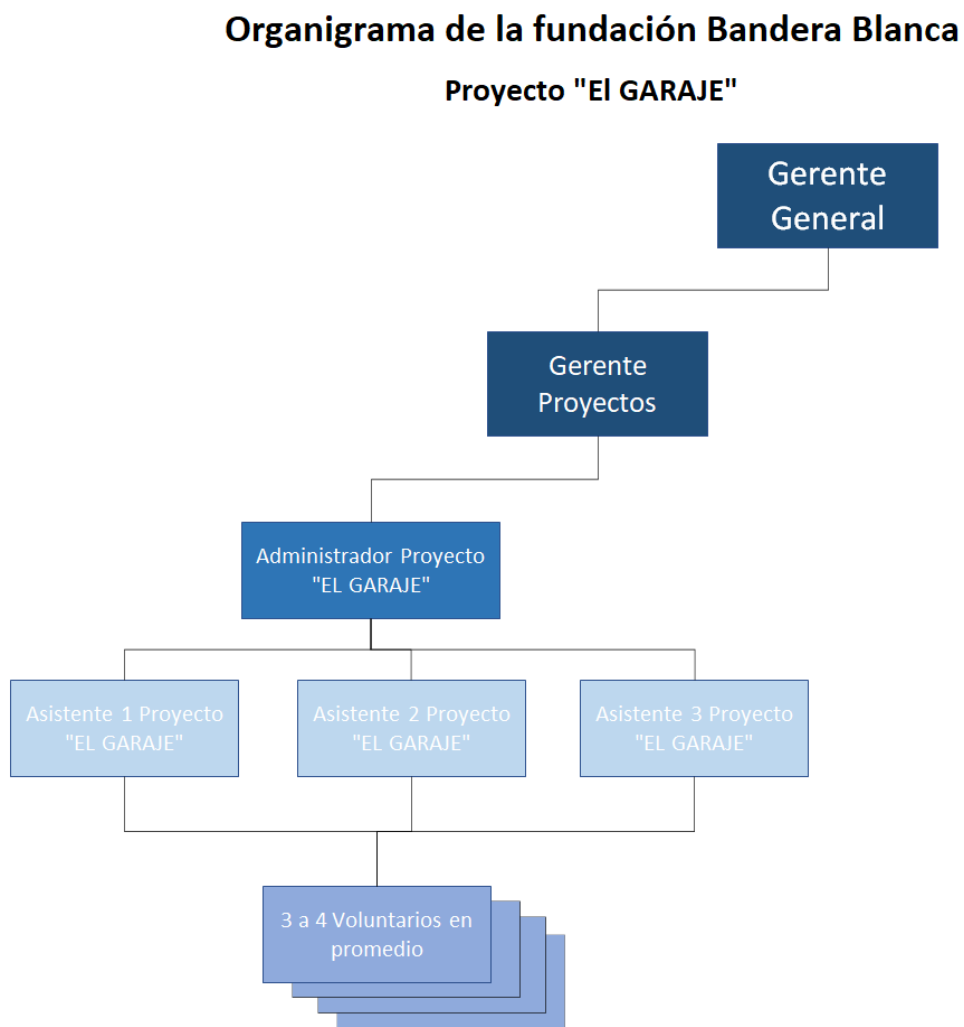 Organigrama de la fundación Bandera Blanca
Proyecto "El GARAJE"
Gerente
General
Gerente
Proyectos
Administrador Proyecto
"EL GARAJE"
Asistente 1 Proyecto
"EL GARAJE"
Asistente 2 Proyecto
"EL GARAJE"
Asistente 3 Proyecto
"EL GARAJE"
3 a 4 Voluntarios en
promedio